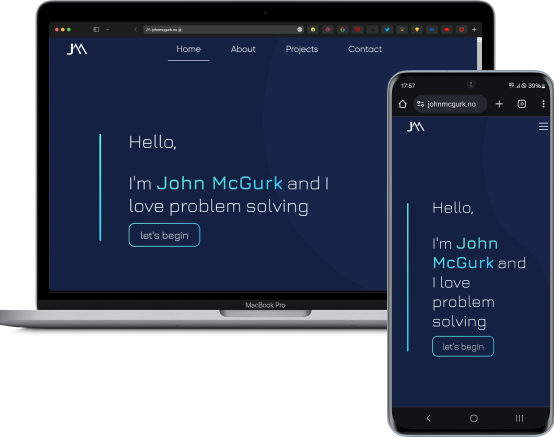 johnmcgurk.no
JM
Home About Projects Contact
Hello,
I'm John McGurk and I
love problem solving
let's begin
MacBook Pro
17:57
39%
johnmcgurk.no
JM
Hello,
I'm John
McGurk and
I love
problem
solving
let's begin